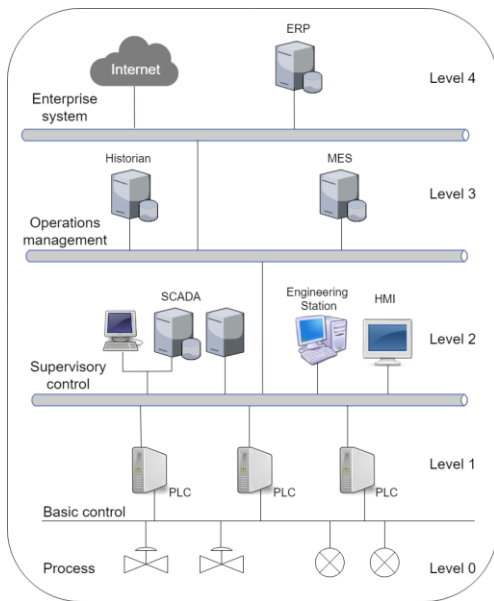 ERP
Internet
Level 4
Enterprise
system
Historian
MES
Level 3
Operations
management
SCADA
Engineering
Station
HMI
Level 2
Supervisory
control
Level 1
PLC
PLC
PLC
Basic control
Process
Level 0